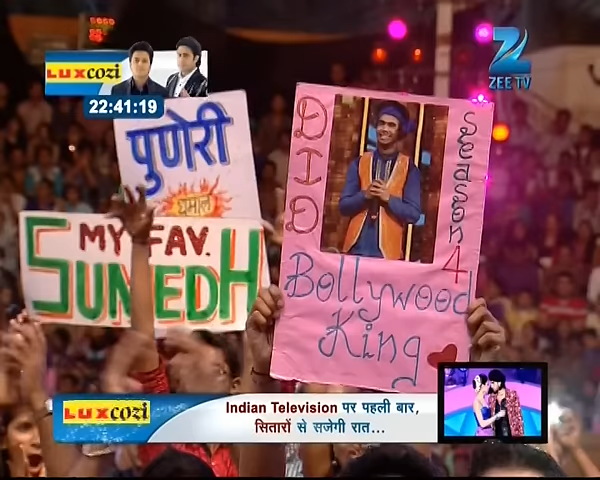 LUX cozi
22:41:19
ZEE TV
पुणेरी
धमाल
MY FAV.
SUMEDH
DID
Season 4
Bollywood
King
LUX cozi
Indian Television पर पहली बार,
सितारों से सजेगी रात...